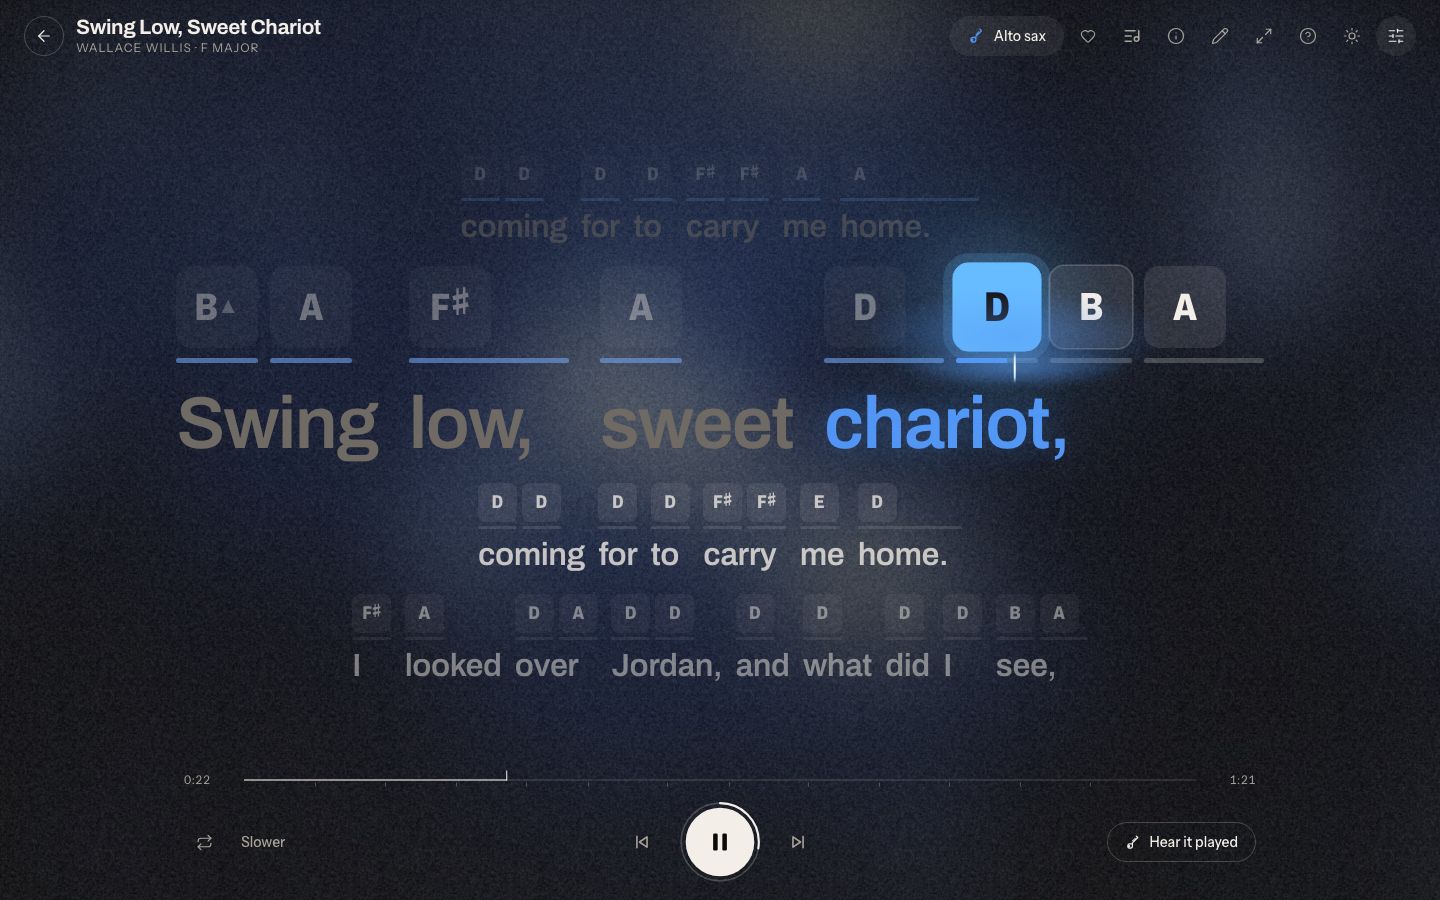 Swing Low, Sweet Chariot
WALLACE WILLIS · F MAJOR
Alto sax
D D D D F♯ F♯ A A
coming for to carry me home.
B▲ A F♯ A D D B A
Swing low, sweet chariot,
D D D D F♯ F♯ E D
coming for to carry me home.
F♯ A D A D D D D D D B A
I looked over Jordan, and what did I see,
0:22
1:21
Slower
Hear it played